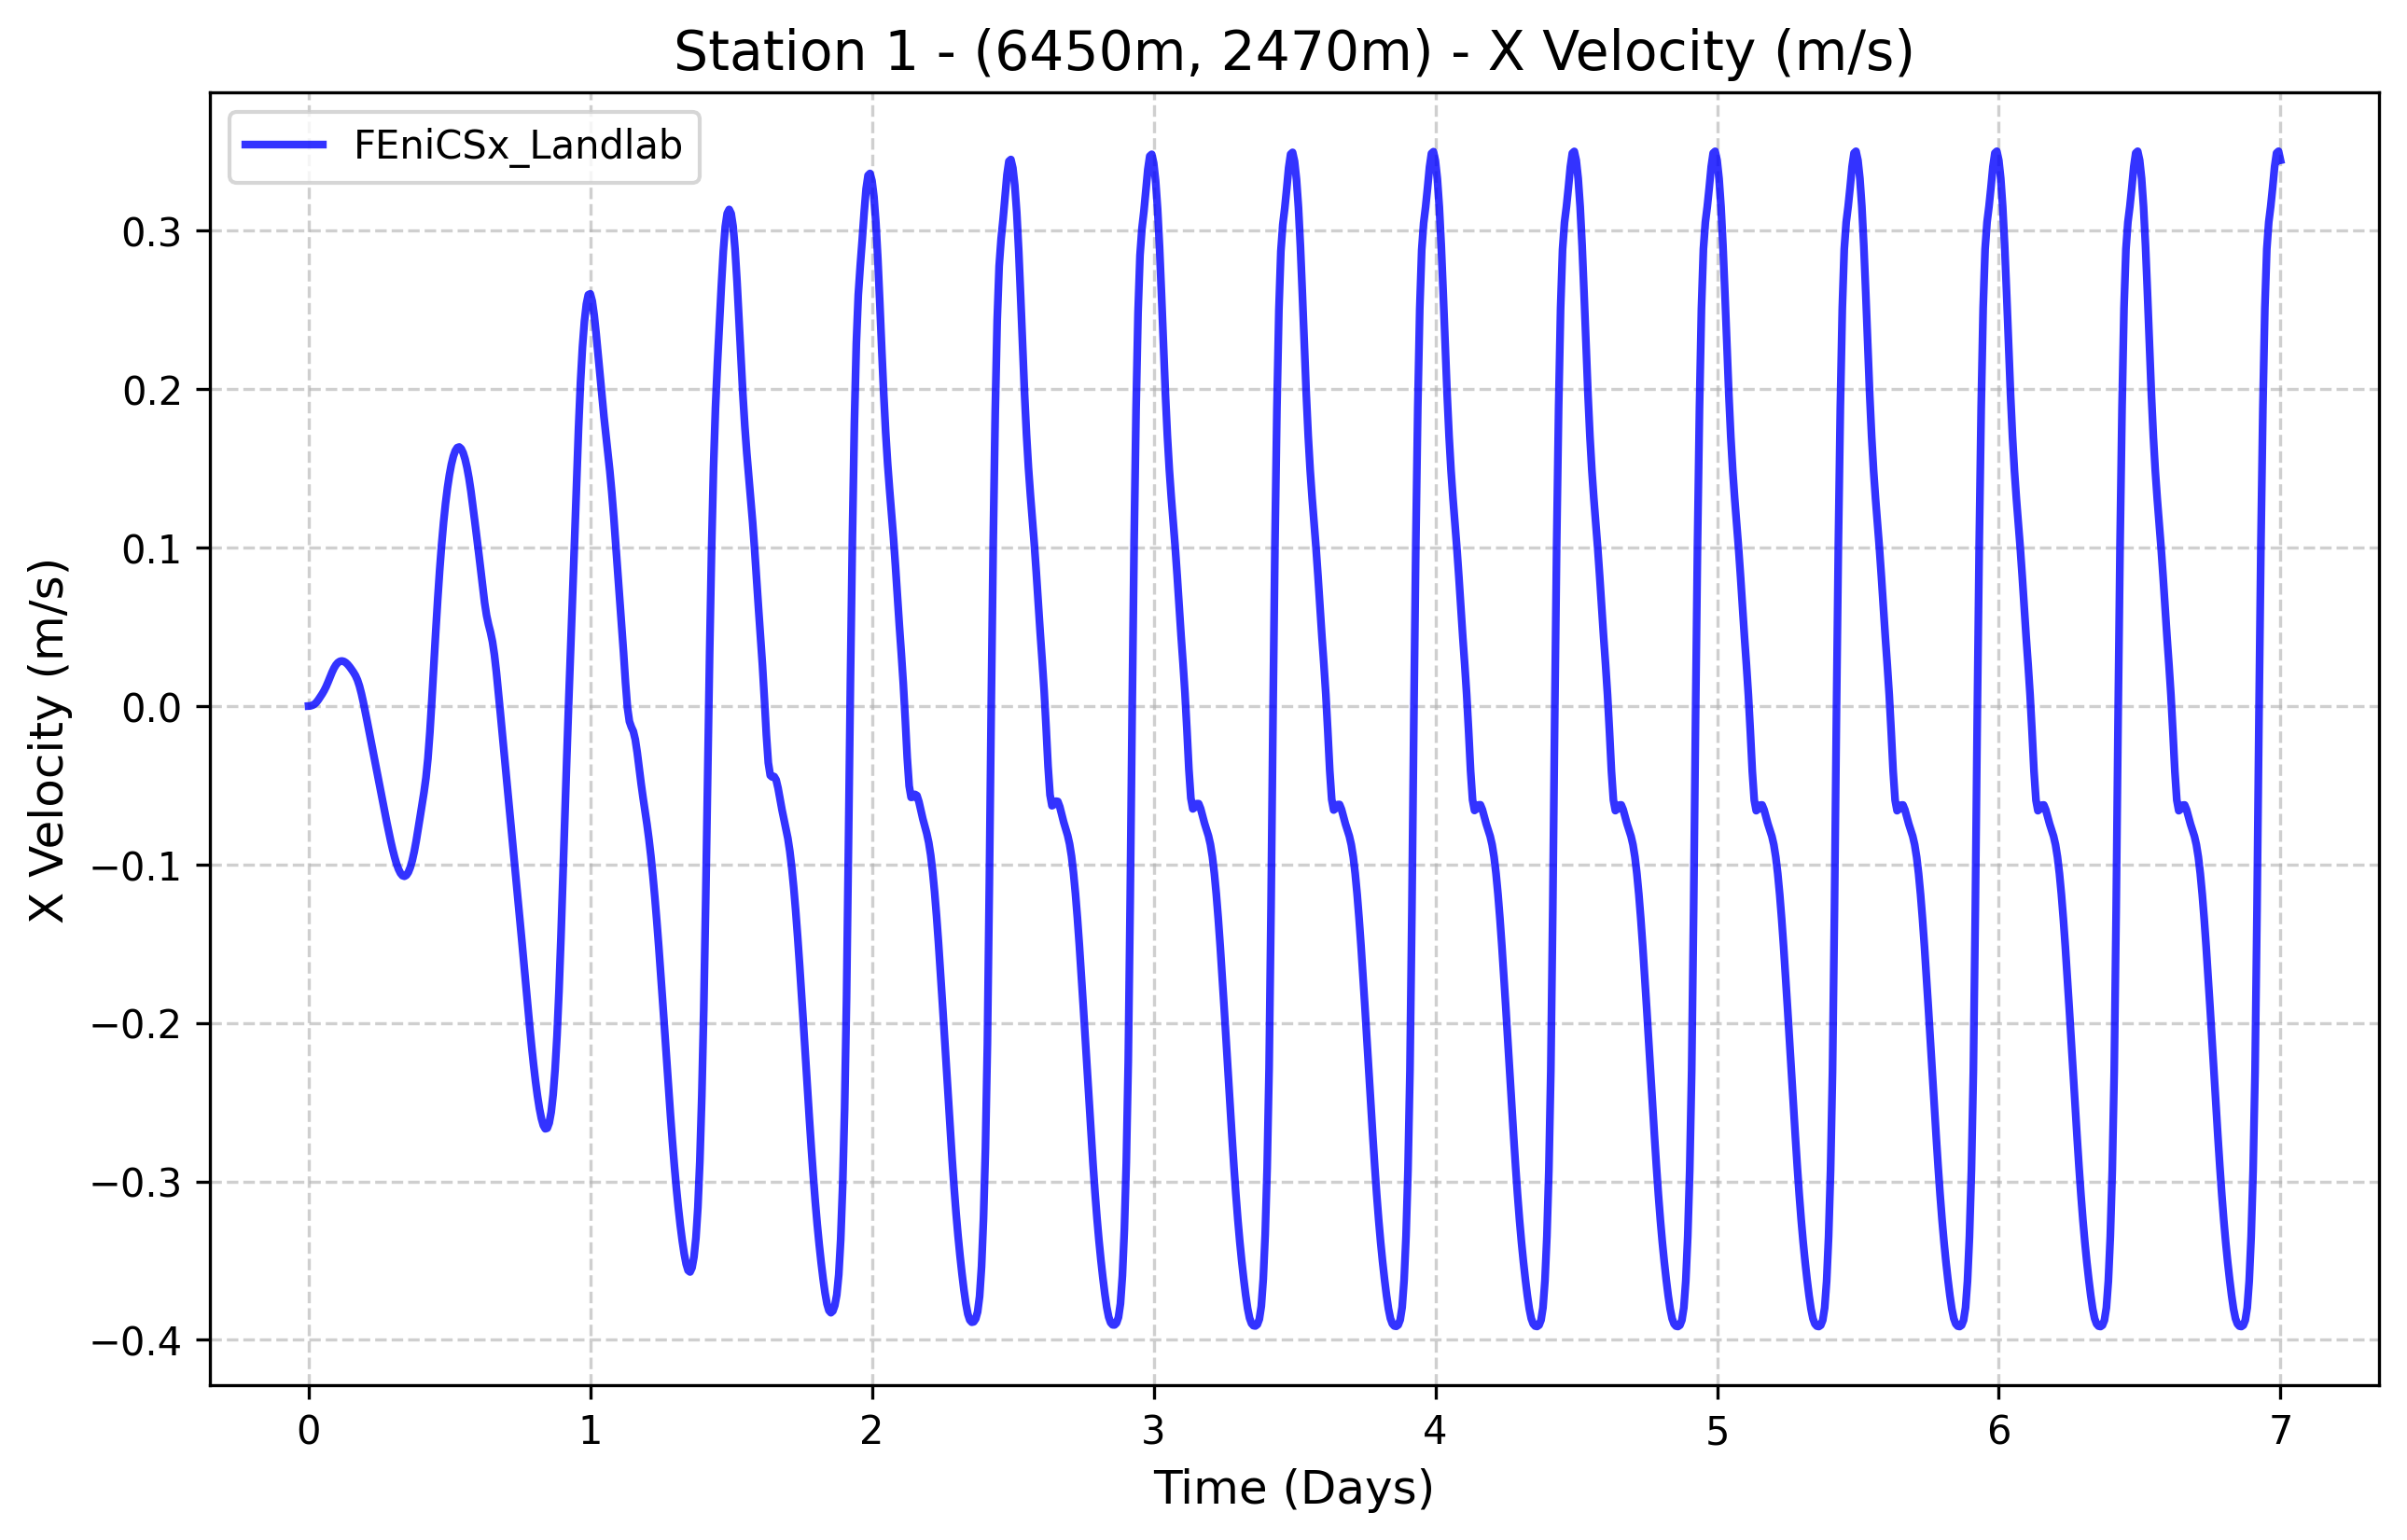 Station 1 - (6450m, 2470m) - X Velocity (m/s)
FEniCSx_Landlab
X Velocity (m/s)
0.3
0.2
0.1
0.0
−0.1
−0.2
−0.3
−0.4
0 1 2 3 4 5 6 7
Time (Days)